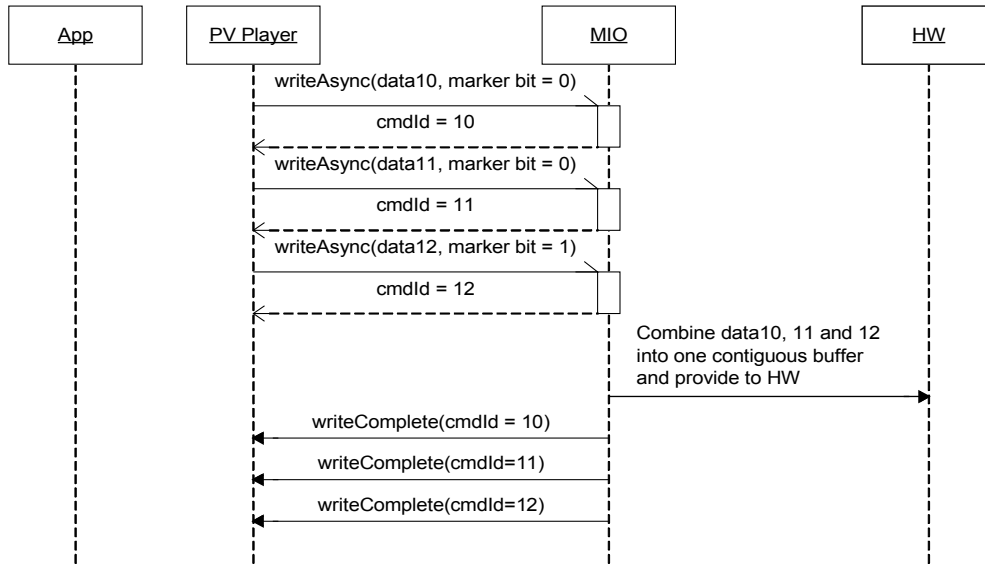 App
PV Player
MIO
HW
writeAsync(data10, marker bit = 0)
cmdId = 10
writeAsync(data11, marker bit = 0)
cmdId = 11
writeAsync(data12, marker bit = 1)
cmdId = 12
Combine data10, 11 and 12
into one contiguous buffer
and provide to HW
writeComplete(cmdId = 10)
writeComplete(cmdId=11)
writeComplete(cmdId=12)